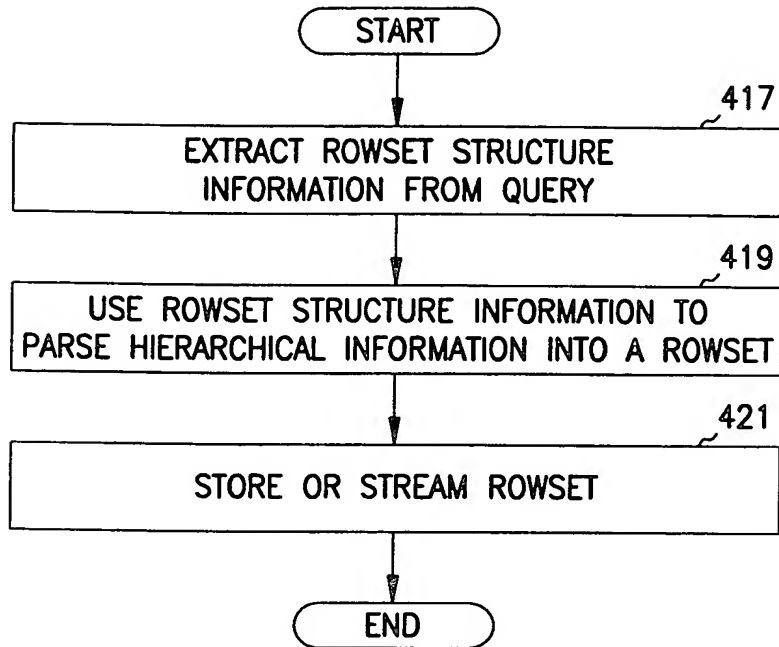 START
417
EXTRACT ROWSET STRUCTURE
INFORMATION FROM QUERY
419
USE ROWSET STRUCTURE INFORMATION TO
PARSE HIERARCHICAL INFORMATION INTO A ROWSET
421
STORE OR STREAM ROWSET
END